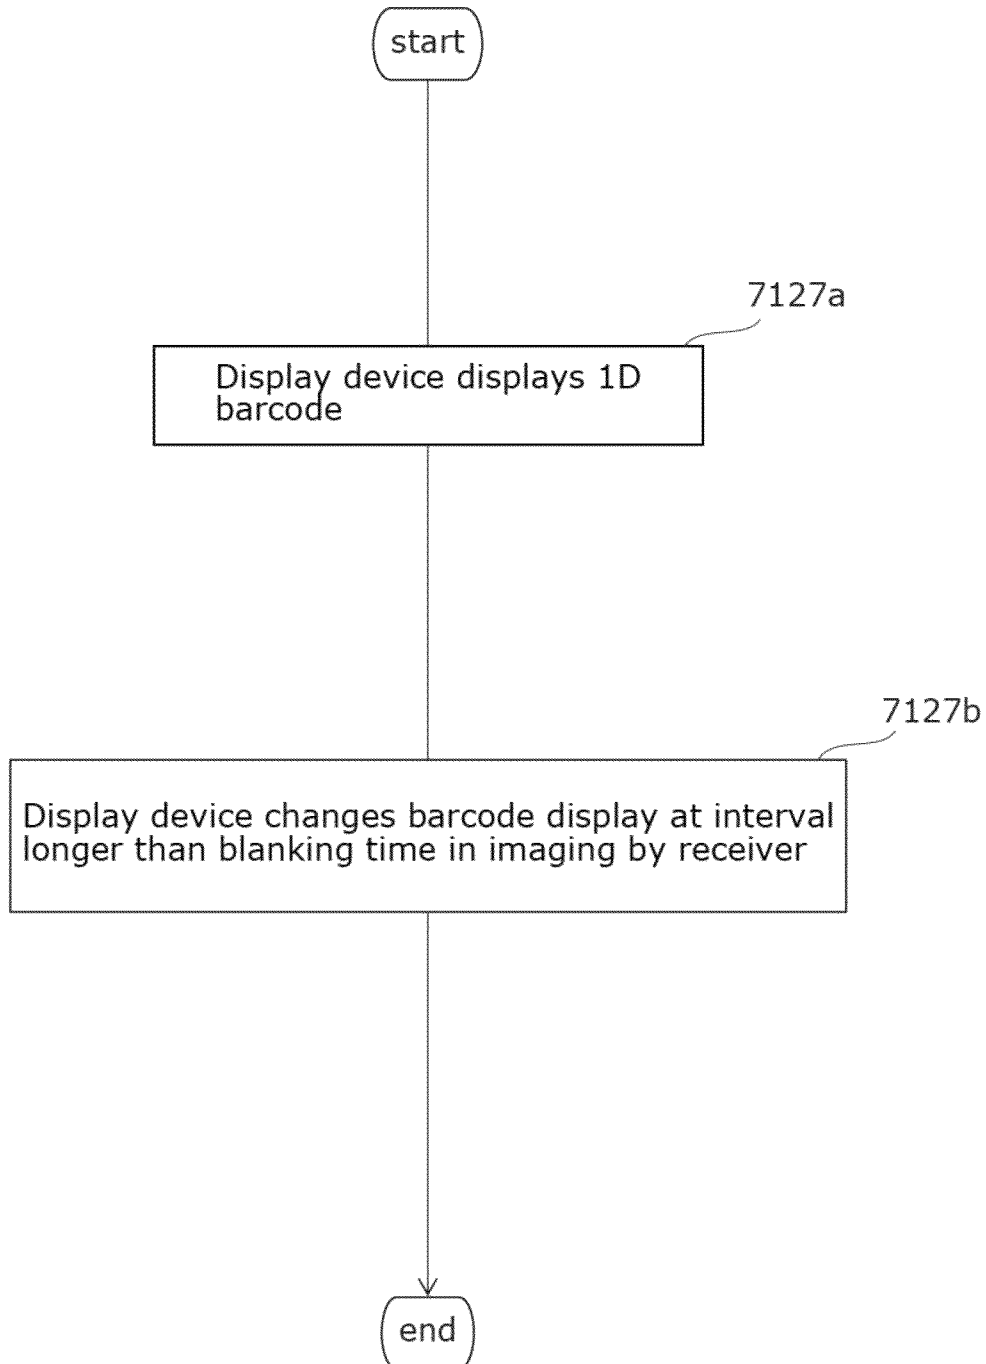 start
7127a
Display device displays 1D
barcode
7127b
Display device changes barcode display at interval
longer than blanking time in imaging by receiver
end